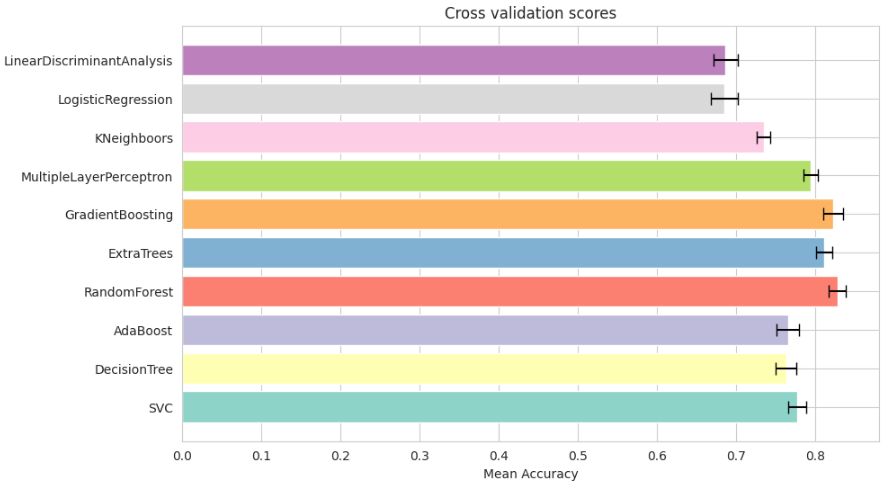 Cross validation scores
LinearDiscriminantAnalysis
LogisticRegression
KNeighboors
MultipleLayerPerceptron
GradientBoosting
ExtraTrees
RandomForest
AdaBoost
DecisionTree
SVC
0.0 0.1 0.2 0.3 0.4 0.5 0.6 0.7 0.8
Mean Accuracy